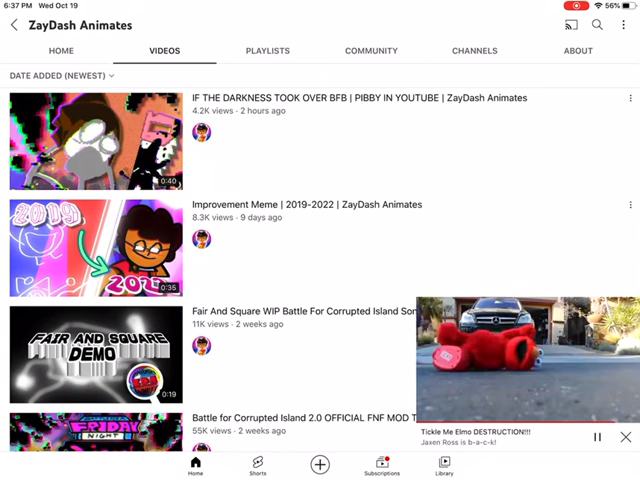 6:37 PM Wed Oct 19
56%
ZayDash Animates
HOME VIDEOS PLAYLISTS COMMUNITY CHANNELS ABOUT
DATE ADDED (NEWEST)
IF THE DARKNESS TOOK OVER BFB | PIBBY IN YOUTUBE | ZayDash Animates
4.2K views · 2 hours ago
0:40
Improvement Meme | 2019-2022 | ZayDash Animates
8.3K views · 9 days ago
2019
202
0:35
Fair And Square WIP Battle For Corrupted Island Son
11K views · 2 weeks ago
FAIR AND SQUARE
DEMO
0:19
Battle for Corrupted Island 2.0 OFFICIAL FNF MOD T
55K views · 2 weeks ago
FRIDAY
NIGHT
Tickle Me Elmo DESTRUCTION!!!
Jaxen Ross is b-a-c-k!
Home Shorts Subscriptions Library